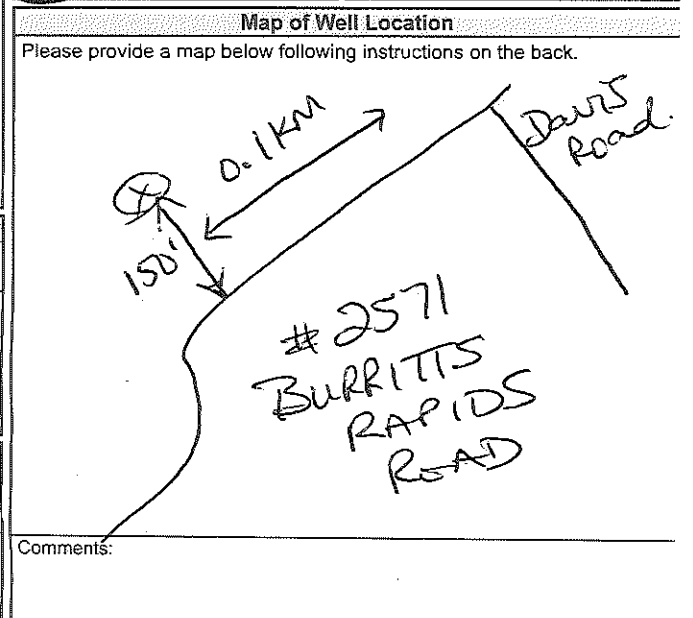 Map of Well Location
Please provide a map below following instructions on the back.
0.1KM
Davis
Road.
150'
# 2571
BURRITTS
RAPIDS
ROAD
Comments: